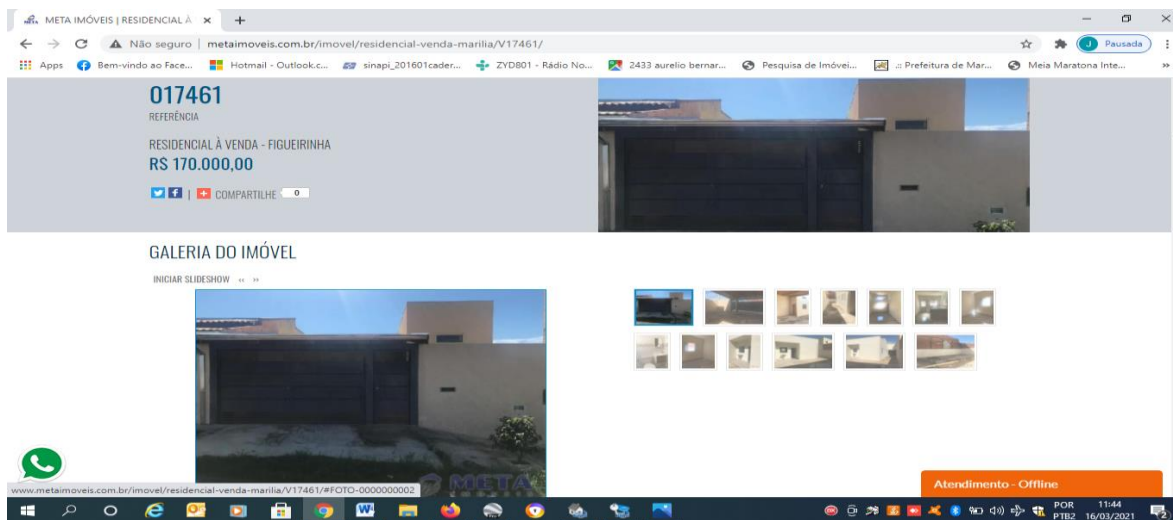 META IMÓVEIS | RESIDENCIAL À
Não seguro | metaimoveis.com.br/imovel/residencial-venda-marilia/V17461/
J Pausada
Apps Bem-vindo ao Face... Hotmail - Outlook.c... sinapi_201601cader... ZYD801 - Rádio No... 2433 aurelio bernar... Pesquisa de Imóvei... .:: Prefeitura de Mar... Meia Maratona Inte... »
017461
REFERÊNCIA
RESIDENCIAL À VENDA - FIGUEIRINHA
R$ 170.000,00
| COMPARTILHE 0
GALERIA DO IMÓVEL
INICIAR SLIDESHOW ‹‹ ››
META
www.metaimoveis.com.br/imovel/residencial-venda-marilia/V17461/#FOTO-0000000002
Atendimento - Offline
POR 11:44
PTB2 16/03/2021
2